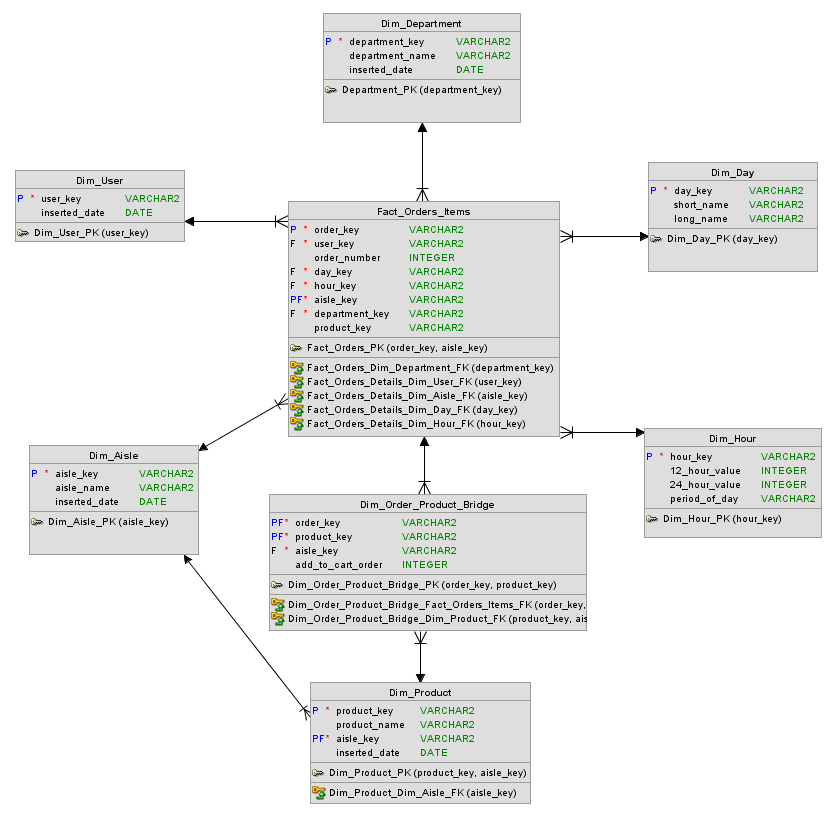 Dim_Department
P * department_key VARCHAR2
department_name VARCHAR2
inserted_date DATE
Department_PK (department_key)
Dim_User
P * user_key VARCHAR2
inserted_date DATE
Dim_User_PK (user_key)
Dim_Day
P * day_key VARCHAR2
short_name VARCHAR2
long_name VARCHAR2
Dim_Day_PK (day_key)
Fact_Orders_Items
P * order_key VARCHAR2
F * user_key VARCHAR2
order_number INTEGER
F * day_key VARCHAR2
F * hour_key VARCHAR2
PF* aisle_key VARCHAR2
F * department_key VARCHAR2
product_key VARCHAR2
Fact_Orders_PK (order_key, aisle_key)
Fact_Orders_Dim_Department_FK (department_key)
Fact_Orders_Details_Dim_User_FK (user_key)
Fact_Orders_Details_Dim_Aisle_FK (aisle_key)
Fact_Orders_Details_Dim_Day_FK (day_key)
Fact_Orders_Details_Dim_Hour_FK (hour_key)
Dim_Aisle
P * aisle_key VARCHAR2
aisle_name VARCHAR2
inserted_date DATE
Dim_Aisle_PK (aisle_key)
Dim_Hour
P * hour_key VARCHAR2
12_hour_value INTEGER
24_hour_value INTEGER
period_of_day VARCHAR2
Dim_Hour_PK (hour_key)
Dim_Order_Product_Bridge
PF* order_key VARCHAR2
PF* product_key VARCHAR2
F * aisle_key VARCHAR2
add_to_cart_order INTEGER
Dim_Order_Product_Bridge_PK (order_key, product_key)
Dim_Order_Product_Bridge_Fact_Orders_Items_FK (order_key,
Dim_Order_Product_Bridge_Dim_Product_FK (product_key, ais
Dim_Product
P * product_key VARCHAR2
product_name VARCHAR2
PF* aisle_key VARCHAR2
inserted_date DATE
Dim_Product_PK (product_key, aisle_key)
Dim_Product_Dim_Aisle_FK (aisle_key)